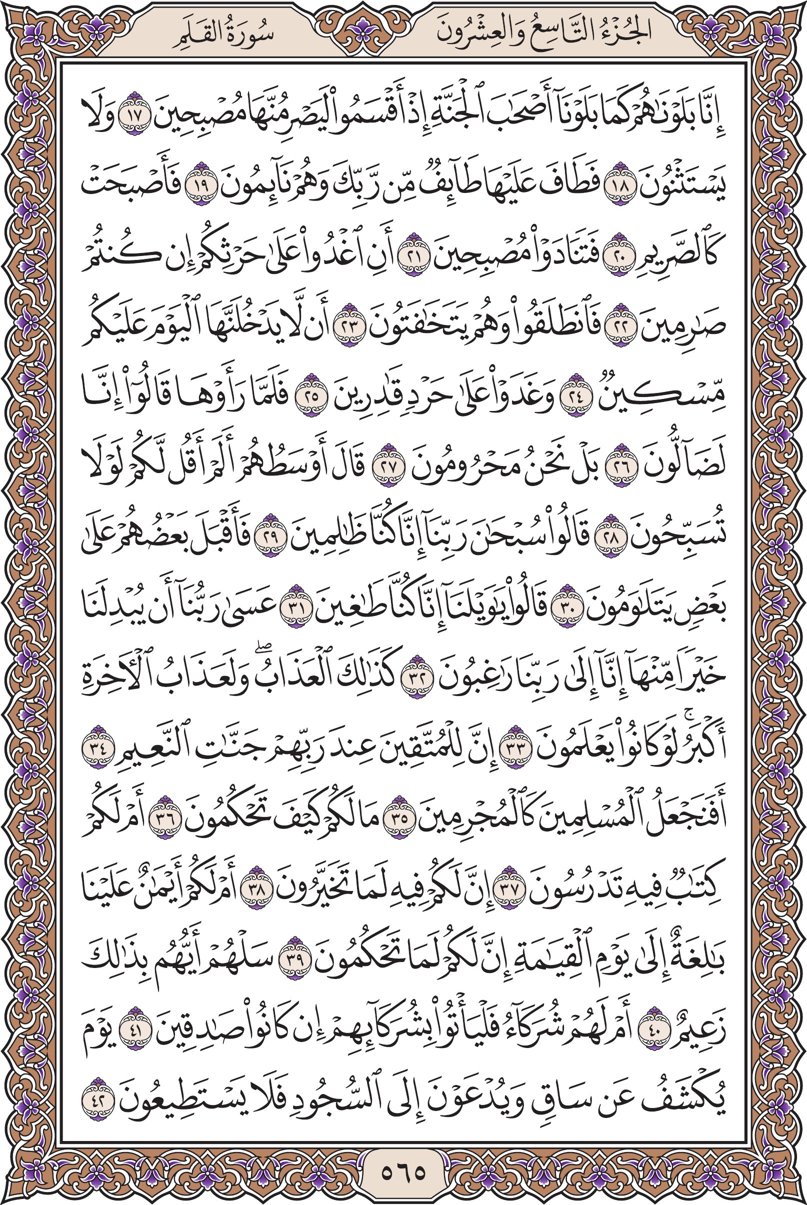 الجُزْءُ التَّاسِعُ وَالعِشْرُونَ
سُورَةُ القَلَمِ
إِنَّا بَلَوْنَٰهُمْ كَمَا بَلَوْنَآ أَصْحَٰبَ ٱلْجَنَّةِ إِذْ أَقْسَمُوا۟ لَيَصْرِمُنَّهَا مُصْبِحِينَ ١٧ وَلَا
يَسْتَثْنُونَ ١٨ فَطَافَ عَلَيْهَا طَآئِفٌ مِّن رَّبِّكَ وَهُمْ نَآئِمُونَ ١٩ فَأَصْبَحَتْ
كَٱلصَّرِيمِ ٢٠ فَتَنَادَوْا۟ مُصْبِحِينَ ٢١ أَنِ ٱغْدُوا۟ عَلَىٰ حَرْثِكُمْ إِن كُنتُمْ
صَٰرِمِينَ ٢٢ فَٱنطَلَقُوا۟ وَهُمْ يَتَخَٰفَتُونَ ٢٣ أَن لَّا يَدْخُلَنَّهَا ٱلْيَوْمَ عَلَيْكُم
مِّسْكِينٌ ٢٤ وَغَدَوْا۟ عَلَىٰ حَرْدٍ قَٰدِرِينَ ٢٥ فَلَمَّا رَأَوْهَا قَالُوٓا۟ إِنَّا
لَضَآلُّونَ ٢٦ بَلْ نَحْنُ مَحْرُومُونَ ٢٧ قَالَ أَوْسَطُهُمْ أَلَمْ أَقُل لَّكُمْ لَوْلَا
تُسَبِّحُونَ ٢٨ قَالُوا۟ سُبْحَٰنَ رَبِّنَآ إِنَّا كُنَّا ظَٰلِمِينَ ٢٩ فَأَقْبَلَ بَعْضُهُمْ عَلَىٰ
بَعْضٍ يَتَلَٰوَمُونَ ٣٠ قَالُوا۟ يَٰوَيْلَنَآ إِنَّا كُنَّا طَٰغِينَ ٣١ عَسَىٰ رَبُّنَآ أَن يُبْدِلَنَا
خَيْرًا مِّنْهَآ إِنَّآ إِلَىٰ رَبِّنَا رَٰغِبُونَ ٣٢ كَذَٰلِكَ ٱلْعَذَابُ ۖ وَلَعَذَابُ ٱلْءَاخِرَةِ
أَكْبَرُ ۚ لَوْ كَانُوا۟ يَعْلَمُونَ ٣٣ إِنَّ لِلْمُتَّقِينَ عِندَ رَبِّهِمْ جَنَّٰتِ ٱلنَّعِيمِ ٣٤
أَفَنَجْعَلُ ٱلْمُسْلِمِينَ كَٱلْمُجْرِمِينَ ٣٥ مَا لَكُمْ كَيْفَ تَحْكُمُونَ ٣٦ أَمْ لَكُمْ
كِتَٰبٌ فِيهِ تَدْرُسُونَ ٣٧ إِنَّ لَكُمْ فِيهِ لَمَا تَخَيَّرُونَ ٣٨ أَمْ لَكُمْ أَيْمَٰنٌ عَلَيْنَا
بَٰلِغَةٌ إِلَىٰ يَوْمِ ٱلْقِيَٰمَةِ إِنَّ لَكُمْ لَمَا تَحْكُمُونَ ٣٩ سَلْهُمْ أَيُّهُم بِذَٰلِكَ
زَعِيمٌ ٤٠ أَمْ لَهُمْ شُرَكَآءُ فَلْيَأْتُوا۟ بِشُرَكَآئِهِمْ إِن كَانُوا۟ صَٰدِقِينَ ٤١ يَوْمَ
يُكْشَفُ عَن سَاقٍ وَيُدْعَوْنَ إِلَى ٱلسُّجُودِ فَلَا يَسْتَطِيعُونَ ٤٢
٥٦٥